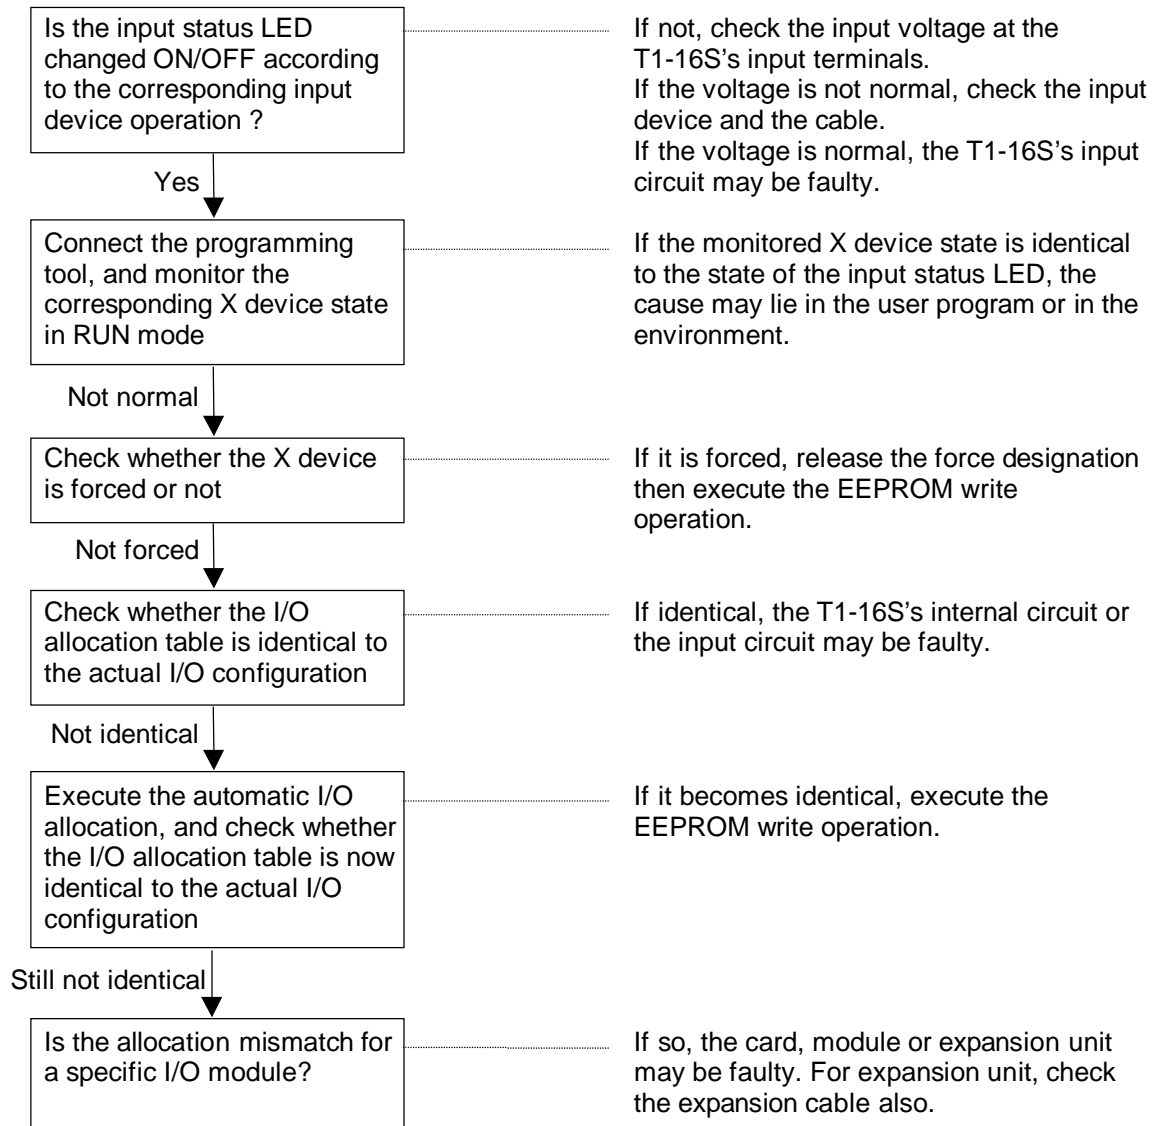 Is the input status LED
changed ON/OFF according
to the corresponding input
device operation ?
If not, check the input voltage at the
T1-16S’s input terminals.
If the voltage is not normal, check the input
device and the cable.
If the voltage is normal, the T1-16S’s input
circuit may be faulty.
Yes
Connect the programming
tool, and monitor the
corresponding X device state
in RUN mode
If the monitored X device state is identical
to the state of the input status LED, the
cause may lie in the user program or in the
environment.
Not normal
Check whether the X device
is forced or not
If it is forced, release the force designation
then execute the EEPROM write
operation.
Not forced
Check whether the I/O
allocation table is identical to
the actual I/O configuration
If identical, the T1-16S’s internal circuit or
the input circuit may be faulty.
Not identical
Execute the automatic I/O
allocation, and check whether
the I/O allocation table is now
identical to the actual I/O
configuration
If it becomes identical, execute the
EEPROM write operation.
Still not identical
Is the allocation mismatch for
a specific I/O module?
If so, the card, module or expansion unit
may be faulty. For expansion unit, check
the expansion cable also.